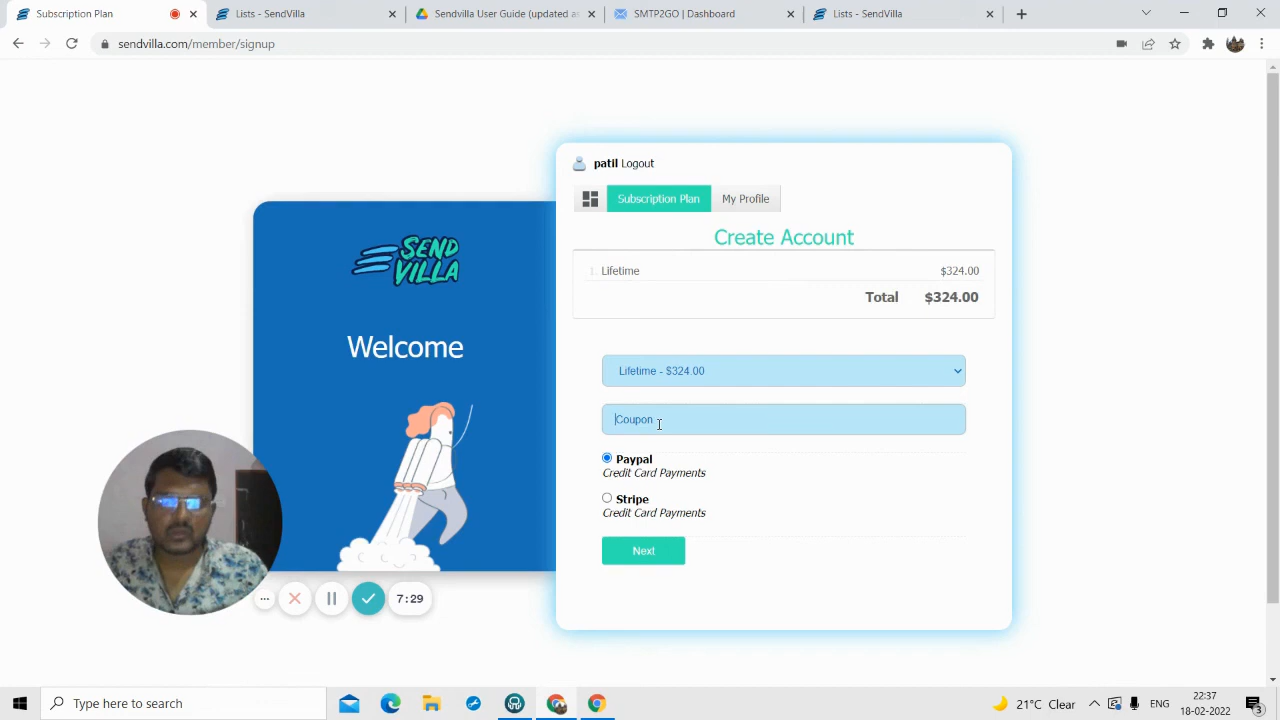 Subscription Plan
Lists - SendVilla
Sendvilla User Guide (updated as
SMTP2GO | Dashboard
Lists - SendVilla
sendvilla.com/member/signup
patil Logout
Subscription Plan
My Profile
Create Account
1. Lifetime $324.00
Total $324.00
SEND
VILLA
Welcome
Lifetime - $324.00
Coupon
Paypal
Credit Card Payments
Stripe
Credit Card Payments
Next
7:29
Type here to search
21°C Clear
ENG
22:37
18-02-2022
3